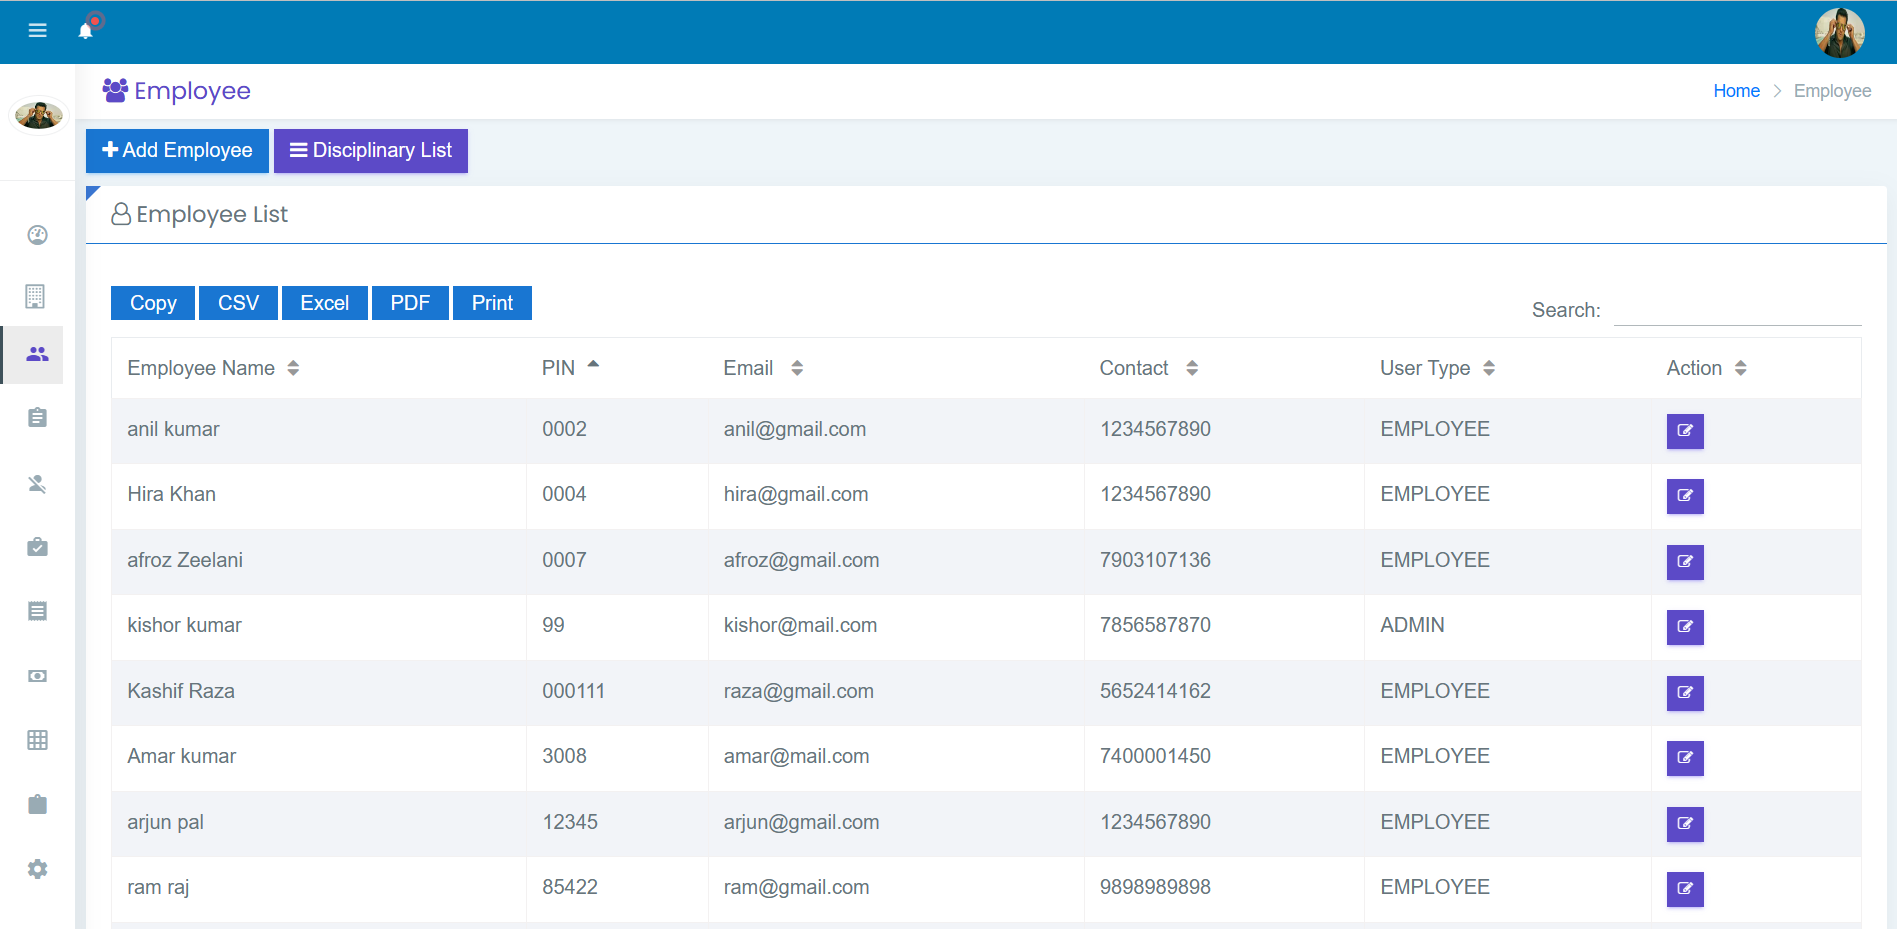 Employee
Home Employee
Add Employee Disciplinary List
Employee List
Copy CSV Excel PDF Print
Search:
Employee Name PIN Email Contact User Type Action
anil kumar 0002 anil@gmail.com 1234567890 EMPLOYEE
Hira Khan 0004 hira@gmail.com 1234567890 EMPLOYEE
afroz Zeelani 0007 afroz@gmail.com 7903107136 EMPLOYEE
kishor kumar 99 kishor@mail.com 7856587870 ADMIN
Kashif Raza 000111 raza@gmail.com 5652414162 EMPLOYEE
Amar kumar 3008 amar@mail.com 7400001450 EMPLOYEE
arjun pal 12345 arjun@gmail.com 1234567890 EMPLOYEE
ram raj 85422 ram@gmail.com 9898989898 EMPLOYEE